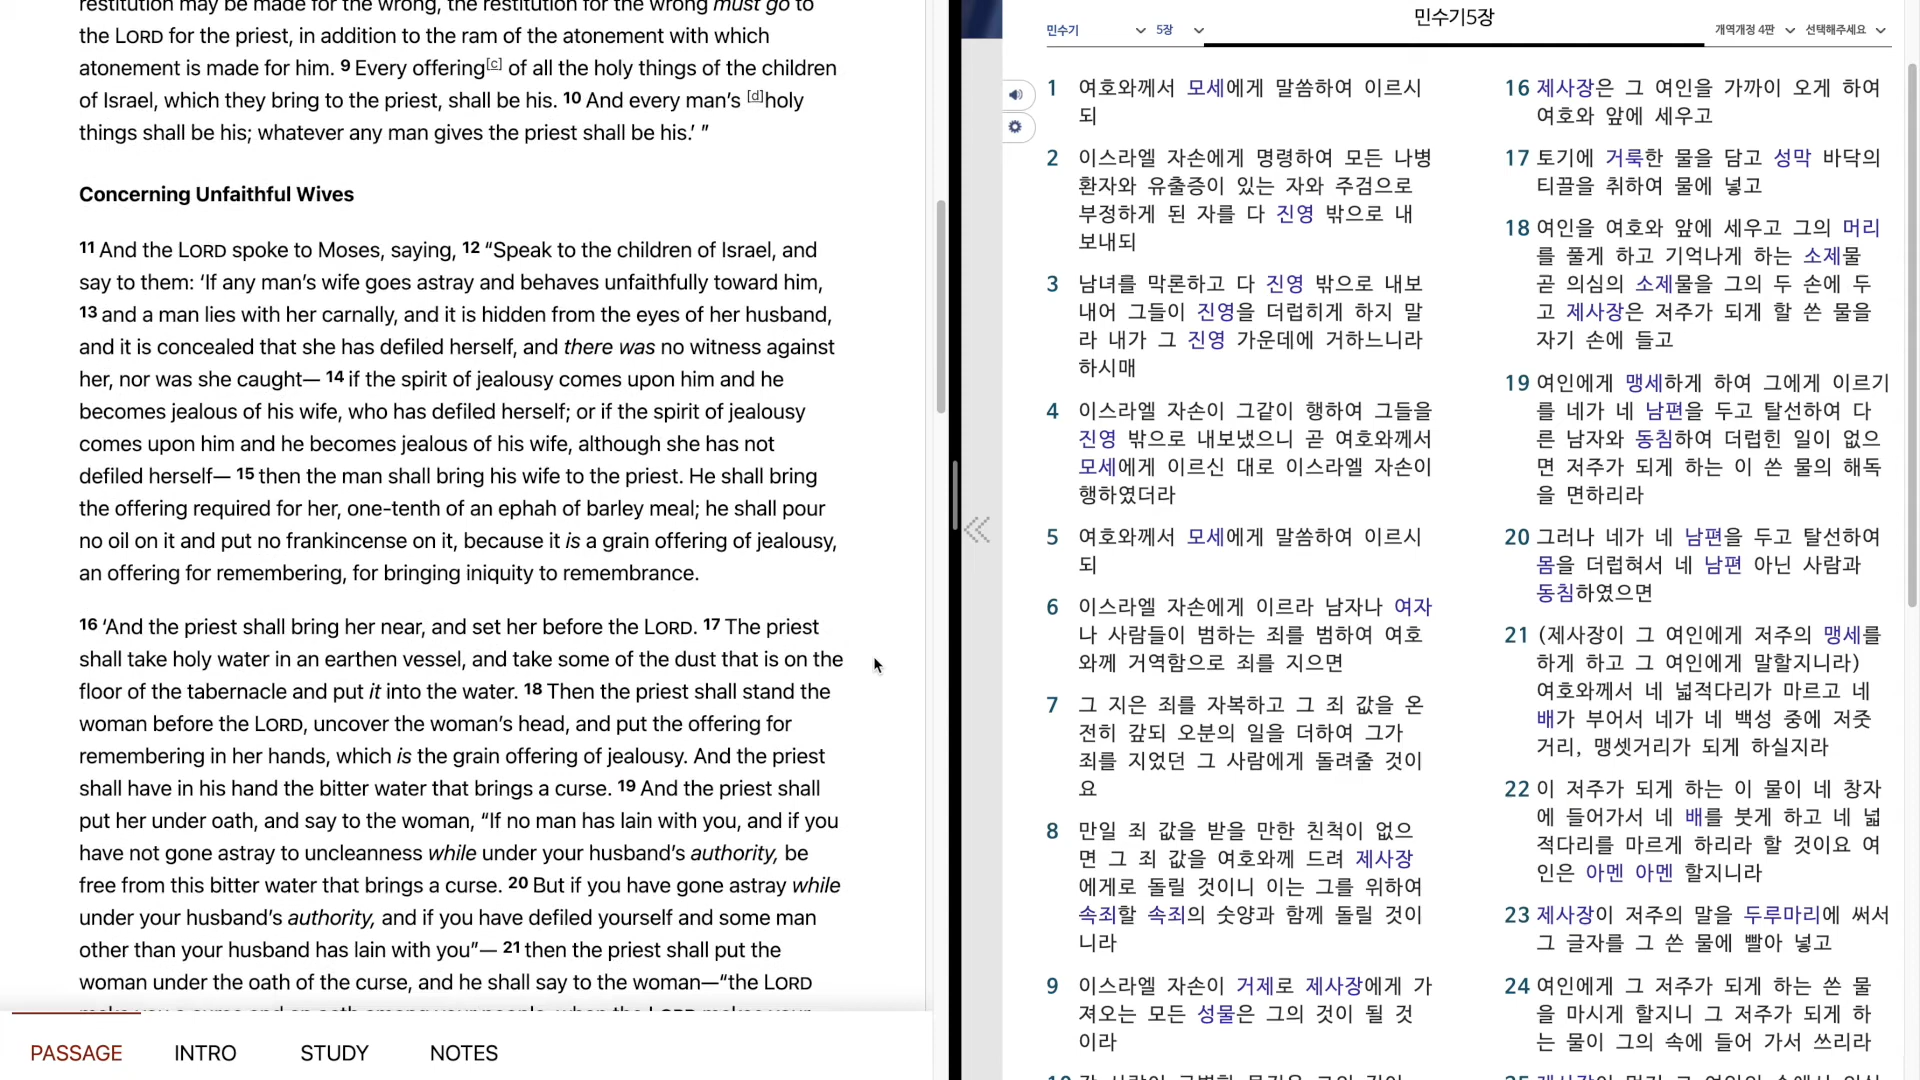 restitution may be made for the wrong, the restitution for the wrong must go to
the LORD for the priest, in addition to the ram of the atonement with which
atonement is made for him. 9 Every offering[c] of all the holy things of the children
of Israel, which they bring to the priest, shall be his. 10 And every man’s [d]holy
things shall be his; whatever any man gives the priest shall be his.’ ”
Concerning Unfaithful Wives
11 And the LORD spoke to Moses, saying, 12 “Speak to the children of Israel, and
say to them: ‘If any man’s wife goes astray and behaves unfaithfully toward him,
13 and a man lies with her carnally, and it is hidden from the eyes of her husband,
and it is concealed that she has defiled herself, and there was no witness against
her, nor was she caught— 14 if the spirit of jealousy comes upon him and he
becomes jealous of his wife, who has defiled herself; or if the spirit of jealousy
comes upon him and he becomes jealous of his wife, although she has not
defiled herself— 15 then the man shall bring his wife to the priest. He shall bring
the offering required for her, one-tenth of an ephah of barley meal; he shall pour
no oil on it and put no frankincense on it, because it is a grain offering of jealousy,
an offering for remembering, for bringing iniquity to remembrance.
16 ‘And the priest shall bring her near, and set her before the LORD. 17 The priest
shall take holy water in an earthen vessel, and take some of the dust that is on the
floor of the tabernacle and put it into the water. 18 Then the priest shall stand the
woman before the LORD, uncover the woman’s head, and put the offering for
remembering in her hands, which is the grain offering of jealousy. And the priest
shall have in his hand the bitter water that brings a curse. 19 And the priest shall
put her under oath, and say to the woman, “If no man has lain with you, and if you
have not gone astray to uncleanness while under your husband’s authority, be
free from this bitter water that brings a curse. 20 But if you have gone astray while
under your husband’s authority, and if you have defiled yourself and some man
other than your husband has lain with you”— 21 then the priest shall put the
woman under the oath of the curse, and he shall say to the woman—“the LORD
PASSAGE INTRO STUDY NOTES
민수기5장
민수기 5장 개역개정 4판 선택해주세요
1 여호와께서 모세에게 말씀하여 이르시
되
2 이스라엘 자손에게 명령하여 모든 나병
환자와 유출증이 있는 자와 주검으로
부정하게 된 자를 다 진영 밖으로 내
보내되
3 남녀를 막론하고 다 진영 밖으로 내보
내어 그들이 진영을 더럽히게 하지 말
라 내가 그 진영 가운데에 거하느니라
하시매
4 이스라엘 자손이 그같이 행하여 그들을
진영 밖으로 내보냈으니 곧 여호와께서
모세에게 이르신 대로 이스라엘 자손이
행하였더라
5 여호와께서 모세에게 말씀하여 이르시
되
6 이스라엘 자손에게 이르라 남자나 여자
나 사람들이 범하는 죄를 범하여 여호
와께 거역함으로 죄를 지으면
7 그 지은 죄를 자복하고 그 죄 값을 온
전히 갚되 오분의 일을 더하여 그가
죄를 지었던 그 사람에게 돌려줄 것이
요
8 만일 죄 값을 받을 만한 친척이 없으
면 그 죄 값을 여호와께 드려 제사장
에게로 돌릴 것이니 이는 그를 위하여
속죄할 속죄의 숫양과 함께 돌릴 것이
니라
9 이스라엘 자손이 거제로 제사장에게 가
져오는 모든 성물은 그의 것이 될 것
이라
16 제사장은 그 여인을 가까이 오게 하여
여호와 앞에 세우고
17 토기에 거룩한 물을 담고 성막 바닥의
티끌을 취하여 물에 넣고
18 여인을 여호와 앞에 세우고 그의 머리
를 풀게 하고 기억나게 하는 소제물
곧 의심의 소제물을 그의 두 손에 두
고 제사장은 저주가 되게 할 쓴 물을
자기 손에 들고
19 여인에게 맹세하게 하여 그에게 이르기
를 네가 네 남편을 두고 탈선하여 다
른 남자와 동침하여 더럽힌 일이 없으
면 저주가 되게 하는 이 쓴 물의 해독
을 면하리라
20 그러나 네가 네 남편을 두고 탈선하여
몸을 더럽혀서 네 남편 아닌 사람과
동침하였으면
21 (제사장이 그 여인에게 저주의 맹세를
하게 하고 그 여인에게 말할지니라)
여호와께서 네 넓적다리가 마르고 네
배가 부어서 네가 네 백성 중에 저줏
거리, 맹셋거리가 되게 하실지라
22 이 저주가 되게 하는 이 물이 네 창자
에 들어가서 네 배를 붓게 하고 네 넓
적다리를 마르게 하리라 할 것이요 여
인은 아멘 아멘 할지니라
23 제사장이 저주의 말을 두루마리에 써서
그 글자를 그 쓴 물에 빨아 넣고
24 여인에게 그 저주가 되게 하는 쓴 물
을 마시게 할지니 그 저주가 되게 하
는 물이 그의 속에 들어 가서 쓰리라